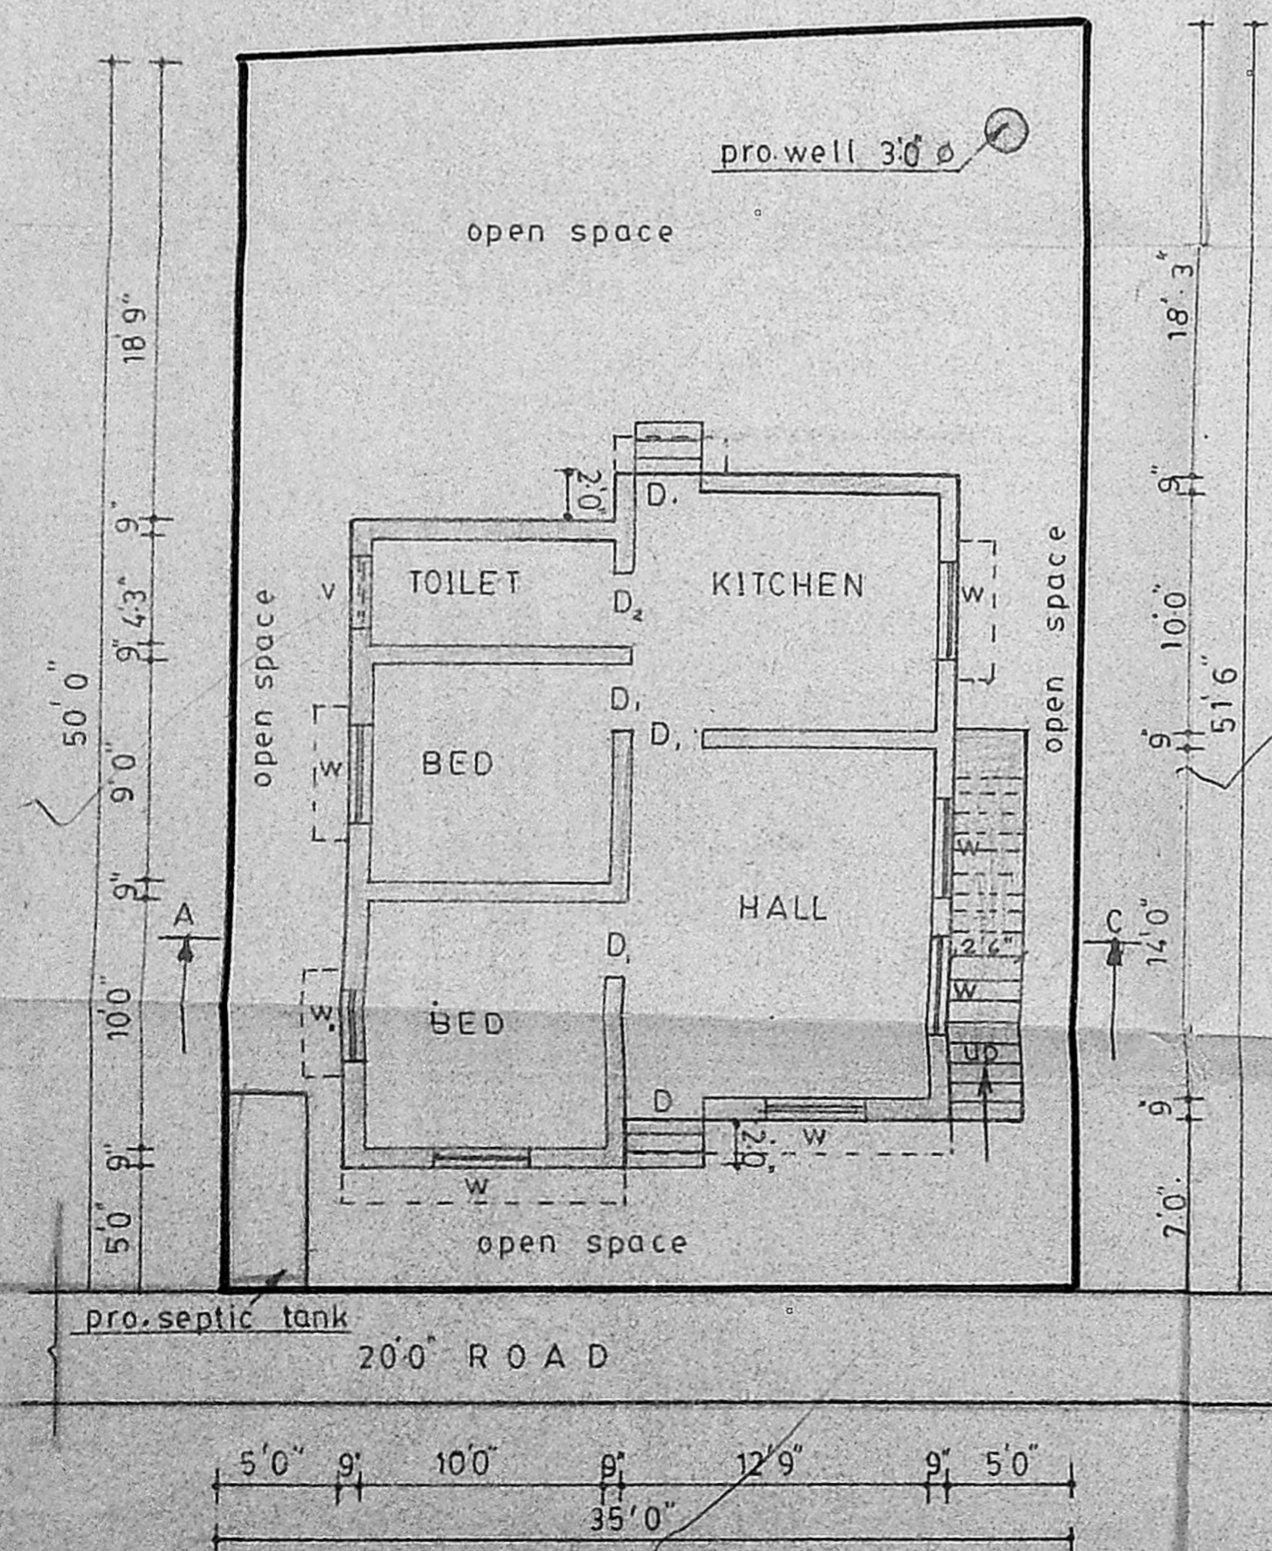 pro.well 3'.0" ⌀
open space
18'9"
18'.3"
2'.0"
D.
9"
9"
TOILET
KITCHEN
V
D₂
W
4'.3"
10'.0"
open space
open space
9"
D₁
D₁
9"
50'0"
51'6"
BED
W
9'0"
W
HALL
9"
A
D₁
C
2'6"
14'0"
10'0"
W
BED
W
up
D
9"
2'.0"
W
9"
W
5'0"
7'.0"
open space
pro.septic tank
20'.0" ROAD
5'0" 9" 10'0" 9" 12'9" 9" 5'0"
35'0"